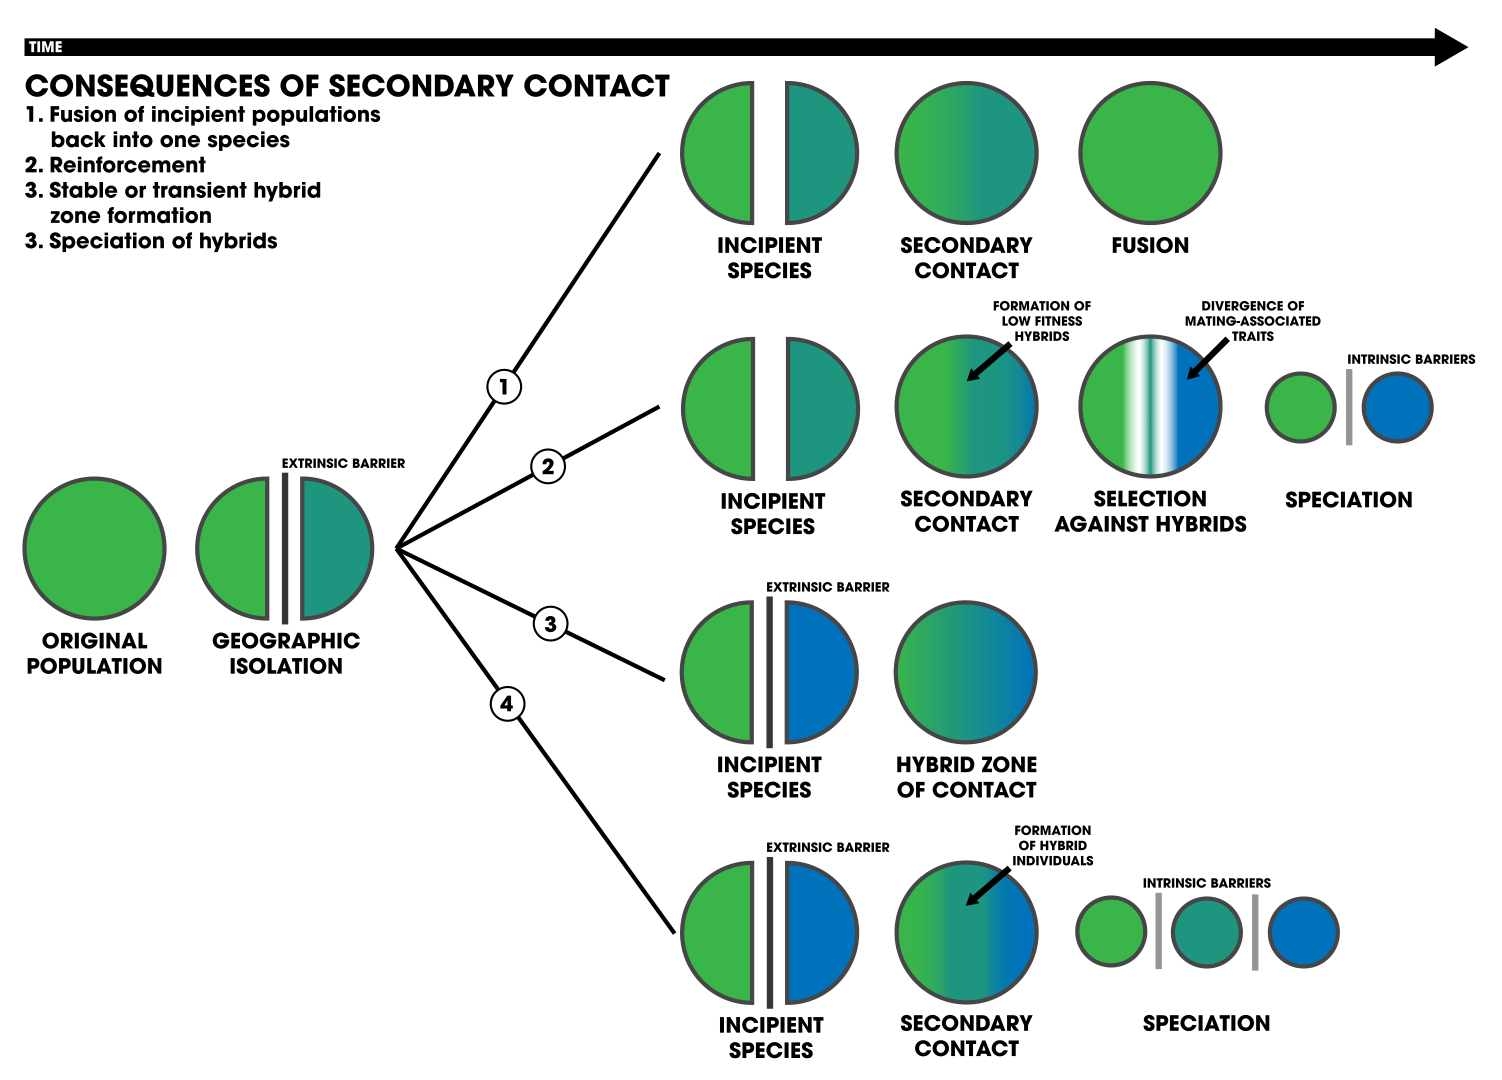 TIME
CONSEQUENCES OF SECONDARY CONTACT
1. Fusion of incipient populations
back into one species
2. Reinforcement
3. Stable or transient hybrid
zone formation
3. Speciation of hybrids
INCIPIENT
SPECIES
SECONDARY
CONTACT
FUSION
1
FORMATION OF
LOW FITNESS
HYBRIDS
DIVERGENCE OF
MATING-ASSOCIATED
TRAITS
INTRINSIC BARRIERS
2
INCIPIENT
SPECIES
SECONDARY
CONTACT
SELECTION
AGAINST HYBRIDS
SPECIATION
EXTRINSIC BARRIER
ORIGINAL
POPULATION
GEOGRAPHIC
ISOLATION
3
EXTRINSIC BARRIER
INCIPIENT
SPECIES
HYBRID ZONE
OF CONTACT
4
EXTRINSIC BARRIER
FORMATION
OF HYBRID
INDIVIDUALS
INTRINSIC BARRIERS
INCIPIENT
SPECIES
SECONDARY
CONTACT
SPECIATION